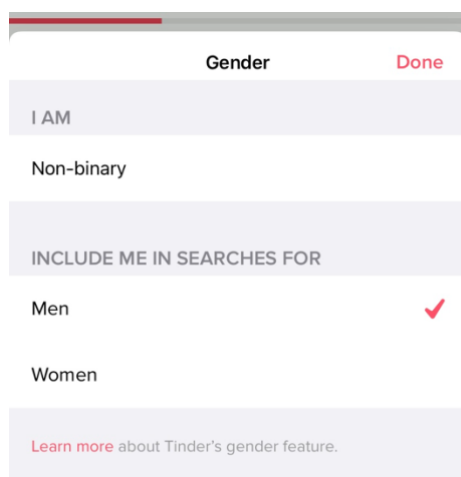 Gender Done
I AM
Non-binary
INCLUDE ME IN SEARCHES FOR
Men
Women
Learn more about Tinder's gender feature.